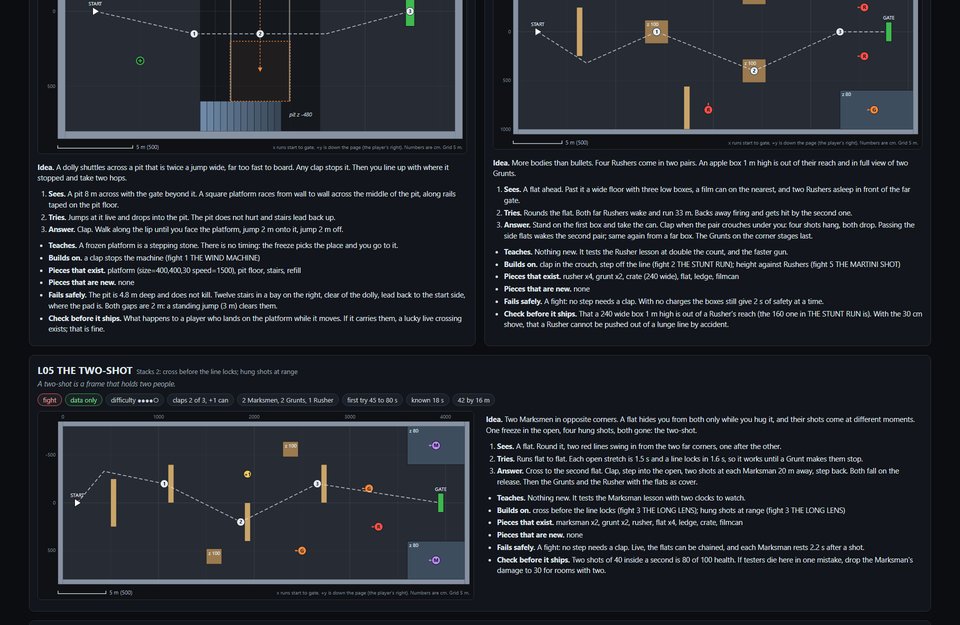 START
0
1
2
3
500
pit z -480
5 m (500)
x runs start to gate. +y is down the page (the player's right). Numbers are cm. Grid 5 m.
Idea. A dolly shuttles across a pit that is twice a jump wide, far too fast to board. Any clap stops it. Then you line up with where it
stopped and take two hops.
1. Sees. A pit 8 m across with the gate beyond it. A square platform races from wall to wall across the middle of the pit, along rails
taped on the pit floor.
2. Tries. Jumps at it live and drops into the pit. The pit does not hurt and stairs lead back up.
3. Answer. Clap. Walk along the lip until you face the platform, jump 2 m onto it, jump 2 m off.
Teaches. A frozen platform is a stepping stone. There is no timing: the freeze picks the place and you go to it.
Builds on. a clap stops the machine (fight 1 THE WIND MACHINE)
Pieces that exist. platform (size=400,400,30 speed=1500), pit floor, stairs, refill
Pieces that are new. none
Fails safely. The pit is 4.8 m deep and does not kill. Twelve stairs in a bay on the right, clear of the dolly, lead back to the start side,
where the pad is. Both gaps are 2 m: a standing jump (3 m) clears them.
Check before it ships. What happens to a player who lands on the platform while it moves. If it carries them, a lucky live crossing
exists; that is fine.
START
GATE
0
z 100
1
z 100
2
3
R
R
R
500
z 80
G
1000
5 m (500)
x runs start to gate. +y is down the page (the player's right). Numbers are cm. Grid 5 m.
Idea. More bodies than bullets. Four Rushers come in two pairs. An apple box 1 m high is out of their reach and in full view of two
Grunts.
1. Sees. A flat ahead. Past it a wide floor with three low boxes, a film can on the nearest, and two Rushers asleep in front of the far
gate.
2. Tries. Rounds the flat. Both far Rushers wake and run 33 m. Backs away firing and gets hit by the second one.
3. Answer. Stand on the first box and take the can. Clap when the pair crouches under you: four shots hang, both drop. Passing the
side flats wakes the second pair; same again from a far box. The Grunts on the corner stages last.
Teaches. Nothing new. It tests the Rusher lesson at double the count, and the faster gun.
Builds on. clap in the crouch, step off the line (fight 2 THE STUNT RUN); height against Rushers (fight 5 THE MARTINI SHOT)
Pieces that exist. rusher x4, grunt x2, crate (240 wide), flat, ledge, filmcan
Pieces that are new. none
Fails safely. A fight: no step needs a clap. With no charges the boxes still give 2 s of safety at a time.
Check before it ships. That a 240 wide box 1 m high is out of a Rusher's reach (the 160 one in THE STUNT RUN is). With the 30 cm
shove, that a Rusher cannot be pushed out of a lunge line by accident.
L05 THE TWO-SHOT Stacks 2: cross before the line locks; hung shots at range
A two-shot is a frame that holds two people.
fight
data only
difficulty ●●●●○
claps 2 of 3, +1 can
2 Marksmen, 2 Grunts, 1 Rusher
first try 45 to 80 s
known 18 s
42 by 16 m
0
1000
2000
3000
4000
z 80
M
-500
z 100
+1
START
1
3
G
GATE
0
2
R
500
z 100
G
z 80
M
5 m (500)
x runs start to gate. +y is down the page (the player's right). Numbers are cm. Grid 5 m.
Idea. Two Marksmen in opposite corners. A flat hides you from both only while you hug it, and their shots come at different moments.
One freeze in the open, four hung shots, both gone: the two-shot.
1. Sees. A flat. Round it, two red lines swing in from the two far corners, one after the other.
2. Tries. Runs flat to flat. Each open stretch is 1.5 s and a line locks in 1.6 s, so it works until a Grunt makes them stop.
3. Answer. Cross to the second flat. Clap, step into the open, two shots at each Marksman 20 m away, step back. Both fall on the
release. Then the Grunts and the Rusher with the flats as cover.
Teaches. Nothing new. It tests the Marksman lesson with two clocks to watch.
Builds on. cross before the line locks (fight 3 THE LONG LENS); hung shots at range (fight 3 THE LONG LENS)
Pieces that exist. marksman x2, grunt x2, rusher, flat x4, ledge, crate, filmcan
Pieces that are new. none
Fails safely. A fight: no step needs a clap. Live, the flats can be chained, and each Marksman rests 2.2 s after a shot.
Check before it ships. Two shots of 40 inside a second is 80 of 100 health. If testers die here in one mistake, drop the Marksman's
damage to 30 for rooms with two.